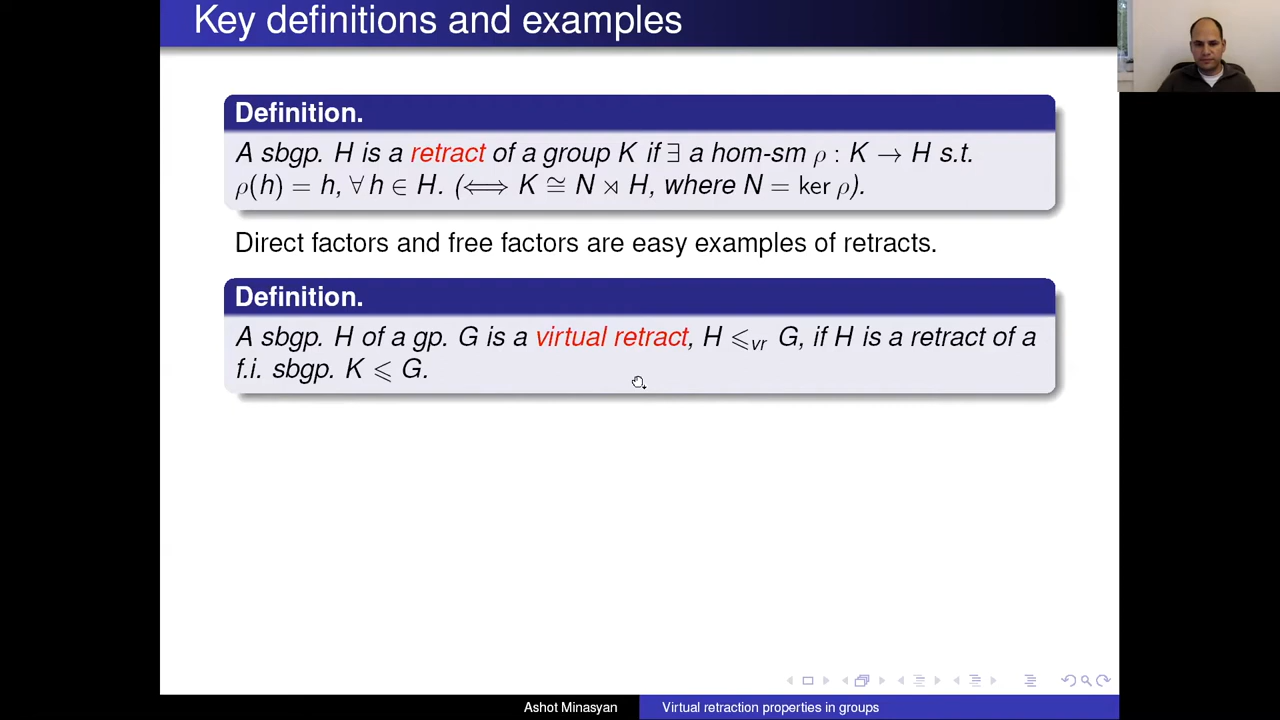 Key definitions and examples
Definition.
A sbgp. H is a retract of a group K if ∃ a hom-sm ρ : K → H s.t.
ρ(h) = h, ∀ h ∈ H. (⟺ K ≅ N ⋊ H, where N = ker ρ).
Direct factors and free factors are easy examples of retracts.
Definition.
A sbgp. H of a gp. G is a virtual retract, H ⩽vr G, if H is a retract of a
f.i. sbgp. K ⩽ G.
Ashot Minasyan
Virtual retraction properties in groups